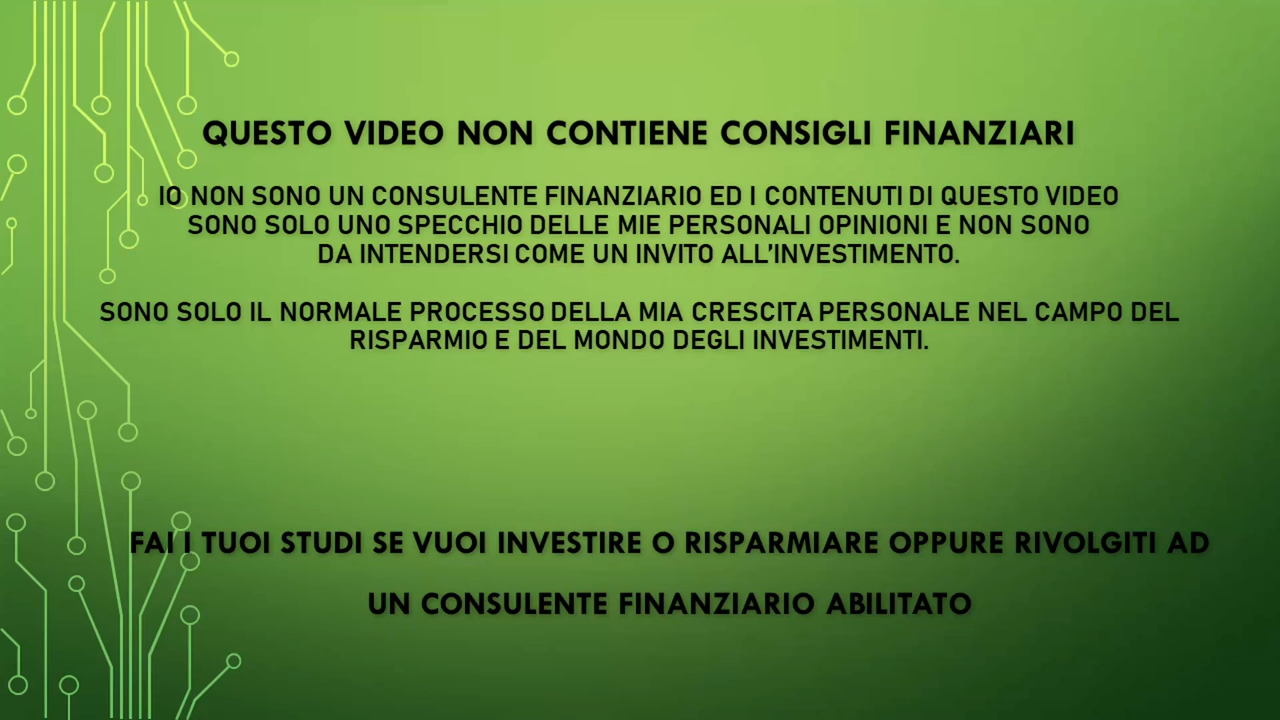 QUESTO VIDEO NON CONTIENE CONSIGLI FINANZIARI
IO NON SONO UN CONSULENTE FINANZIARIO ED I CONTENUTI DI QUESTO VIDEO
SONO SOLO UNO SPECCHIO DELLE MIE PERSONALI OPINIONI E NON SONO
DA INTENDERSI COME UN INVITO ALL'INVESTIMENTO.
SONO SOLO IL NORMALE PROCESSO DELLA MIA CRESCITA PERSONALE NEL CAMPO DEL
RISPARMIO E DEL MONDO DEGLI INVESTIMENTI.
FAI I TUOI STUDI SE VUOI INVESTIRE O RISPARMIARE OPPURE RIVOLGITI AD
UN CONSULENTE FINANZIARIO ABILITATO